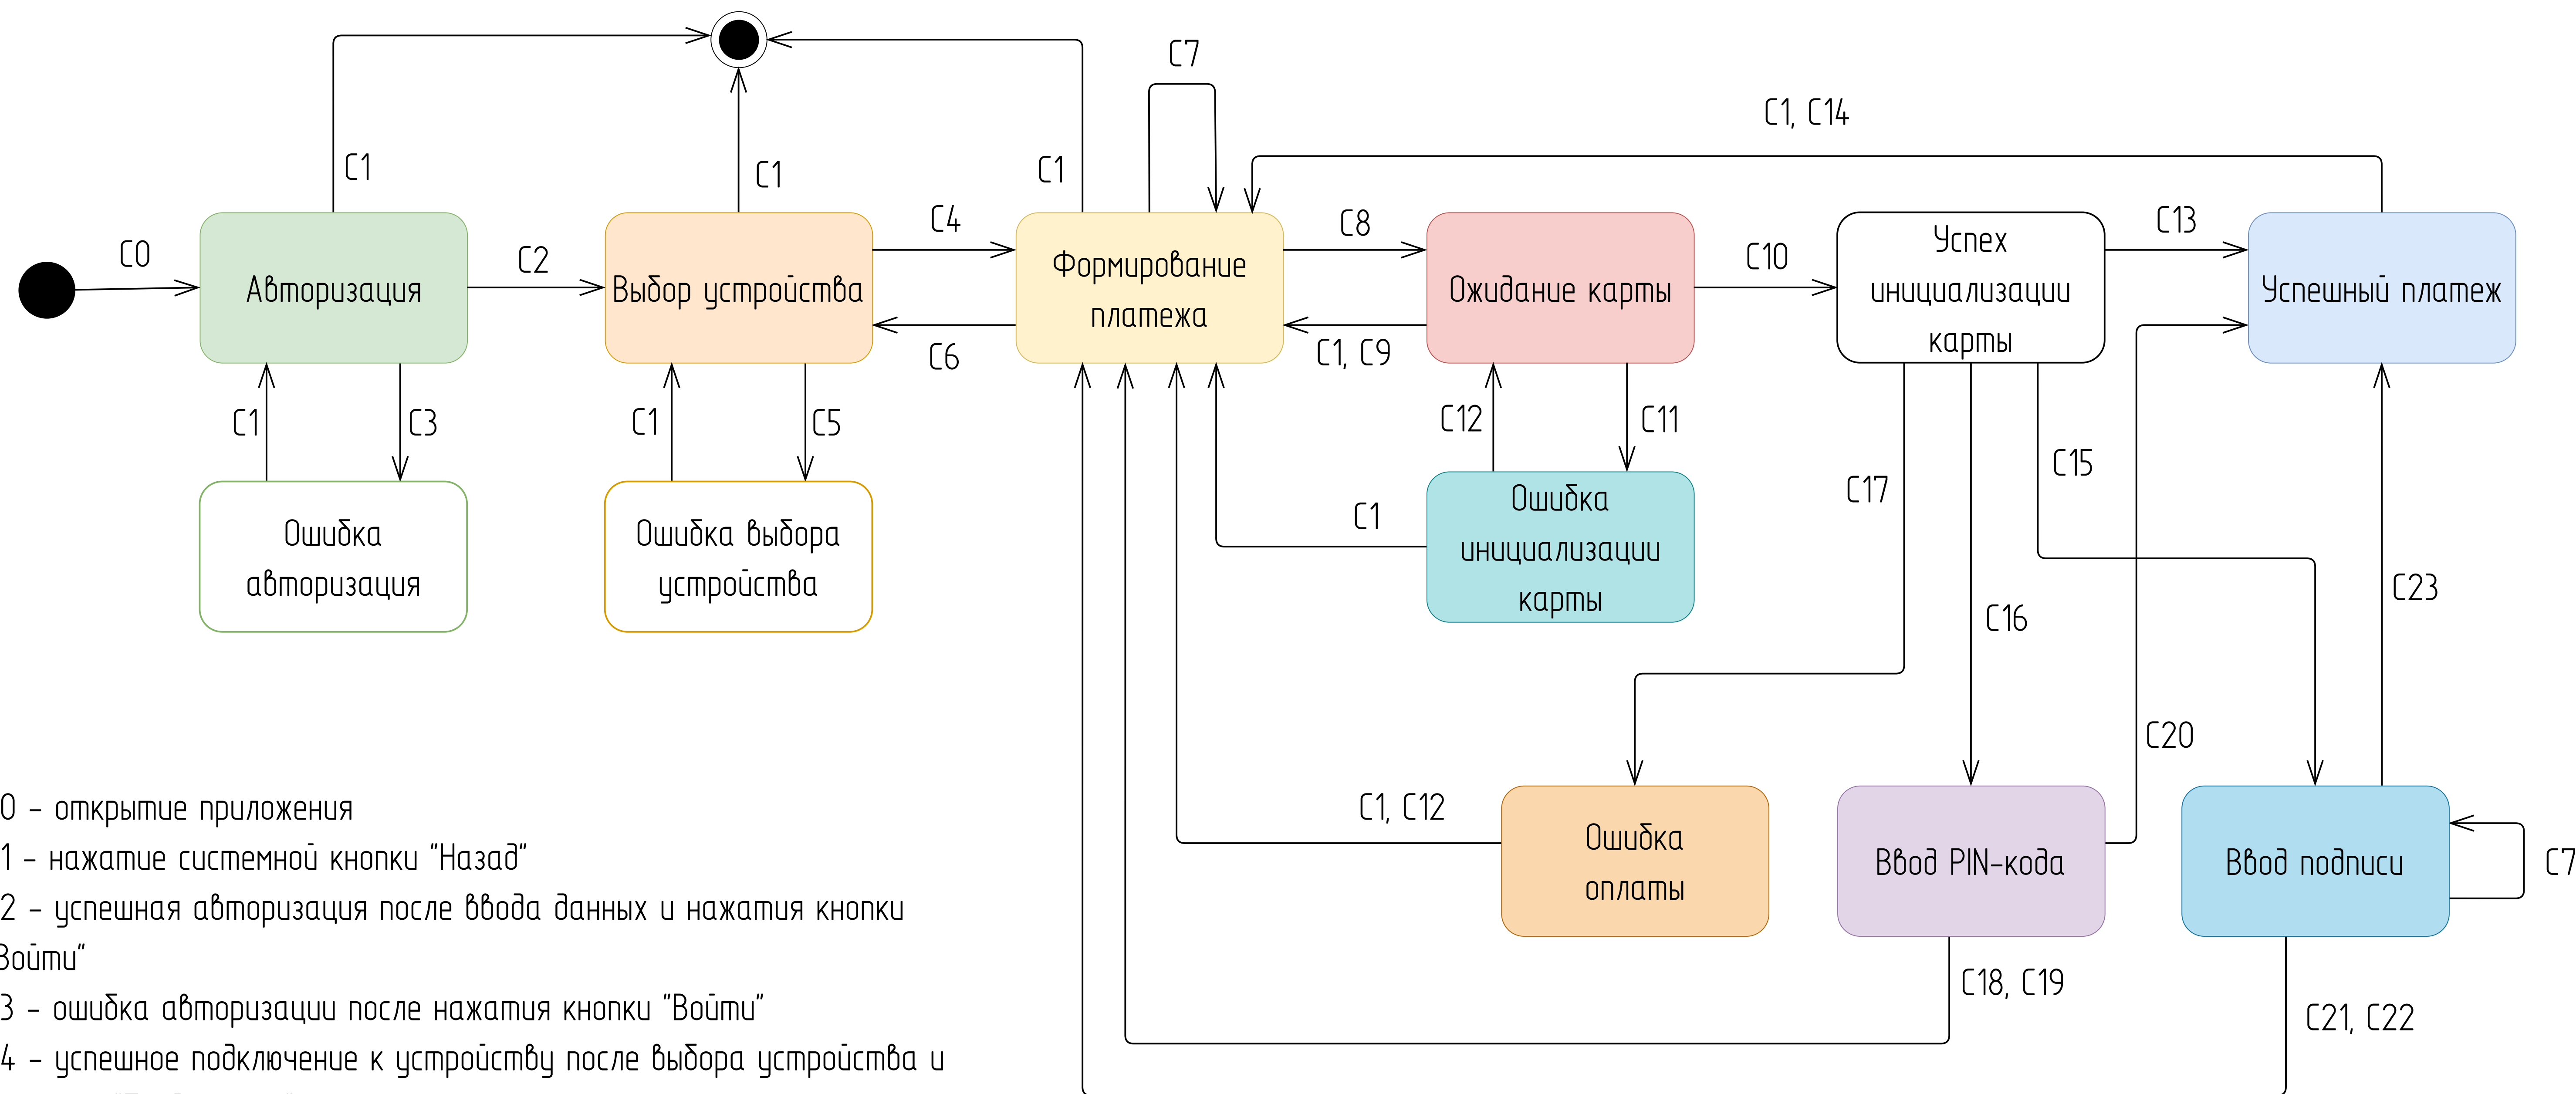 С7
С1, С14
С1
С1
С1
С0
С2
С4
С8
С10
С13
Авторизация
Выбор устройства
Формирование
платежа
Ожидание карты
Успех
инициализации
карты
Успешный платеж
С6
С1, С9
С1
С3
С1
С5
С12
С11
С15
С17
С1
Ошибка
авторизация
Ошибка выбора
устройства
Ошибка
инициализации
карты
С16
С23
С20
С1, С12
Ошибка
оплаты
Ввод PIN-кода
Ввод подписи
С7
С18, С19
С21, С22
0 - открытие приложения
1 - нажатие системной кнопки "Назад"
2 - успешная авторизация после ввода данных и нажатия кнопки
Войти"
3 - ошибка авторизации после нажатия кнопки "Войти"
4 - успешное подключение к устройству после выбора устройства и